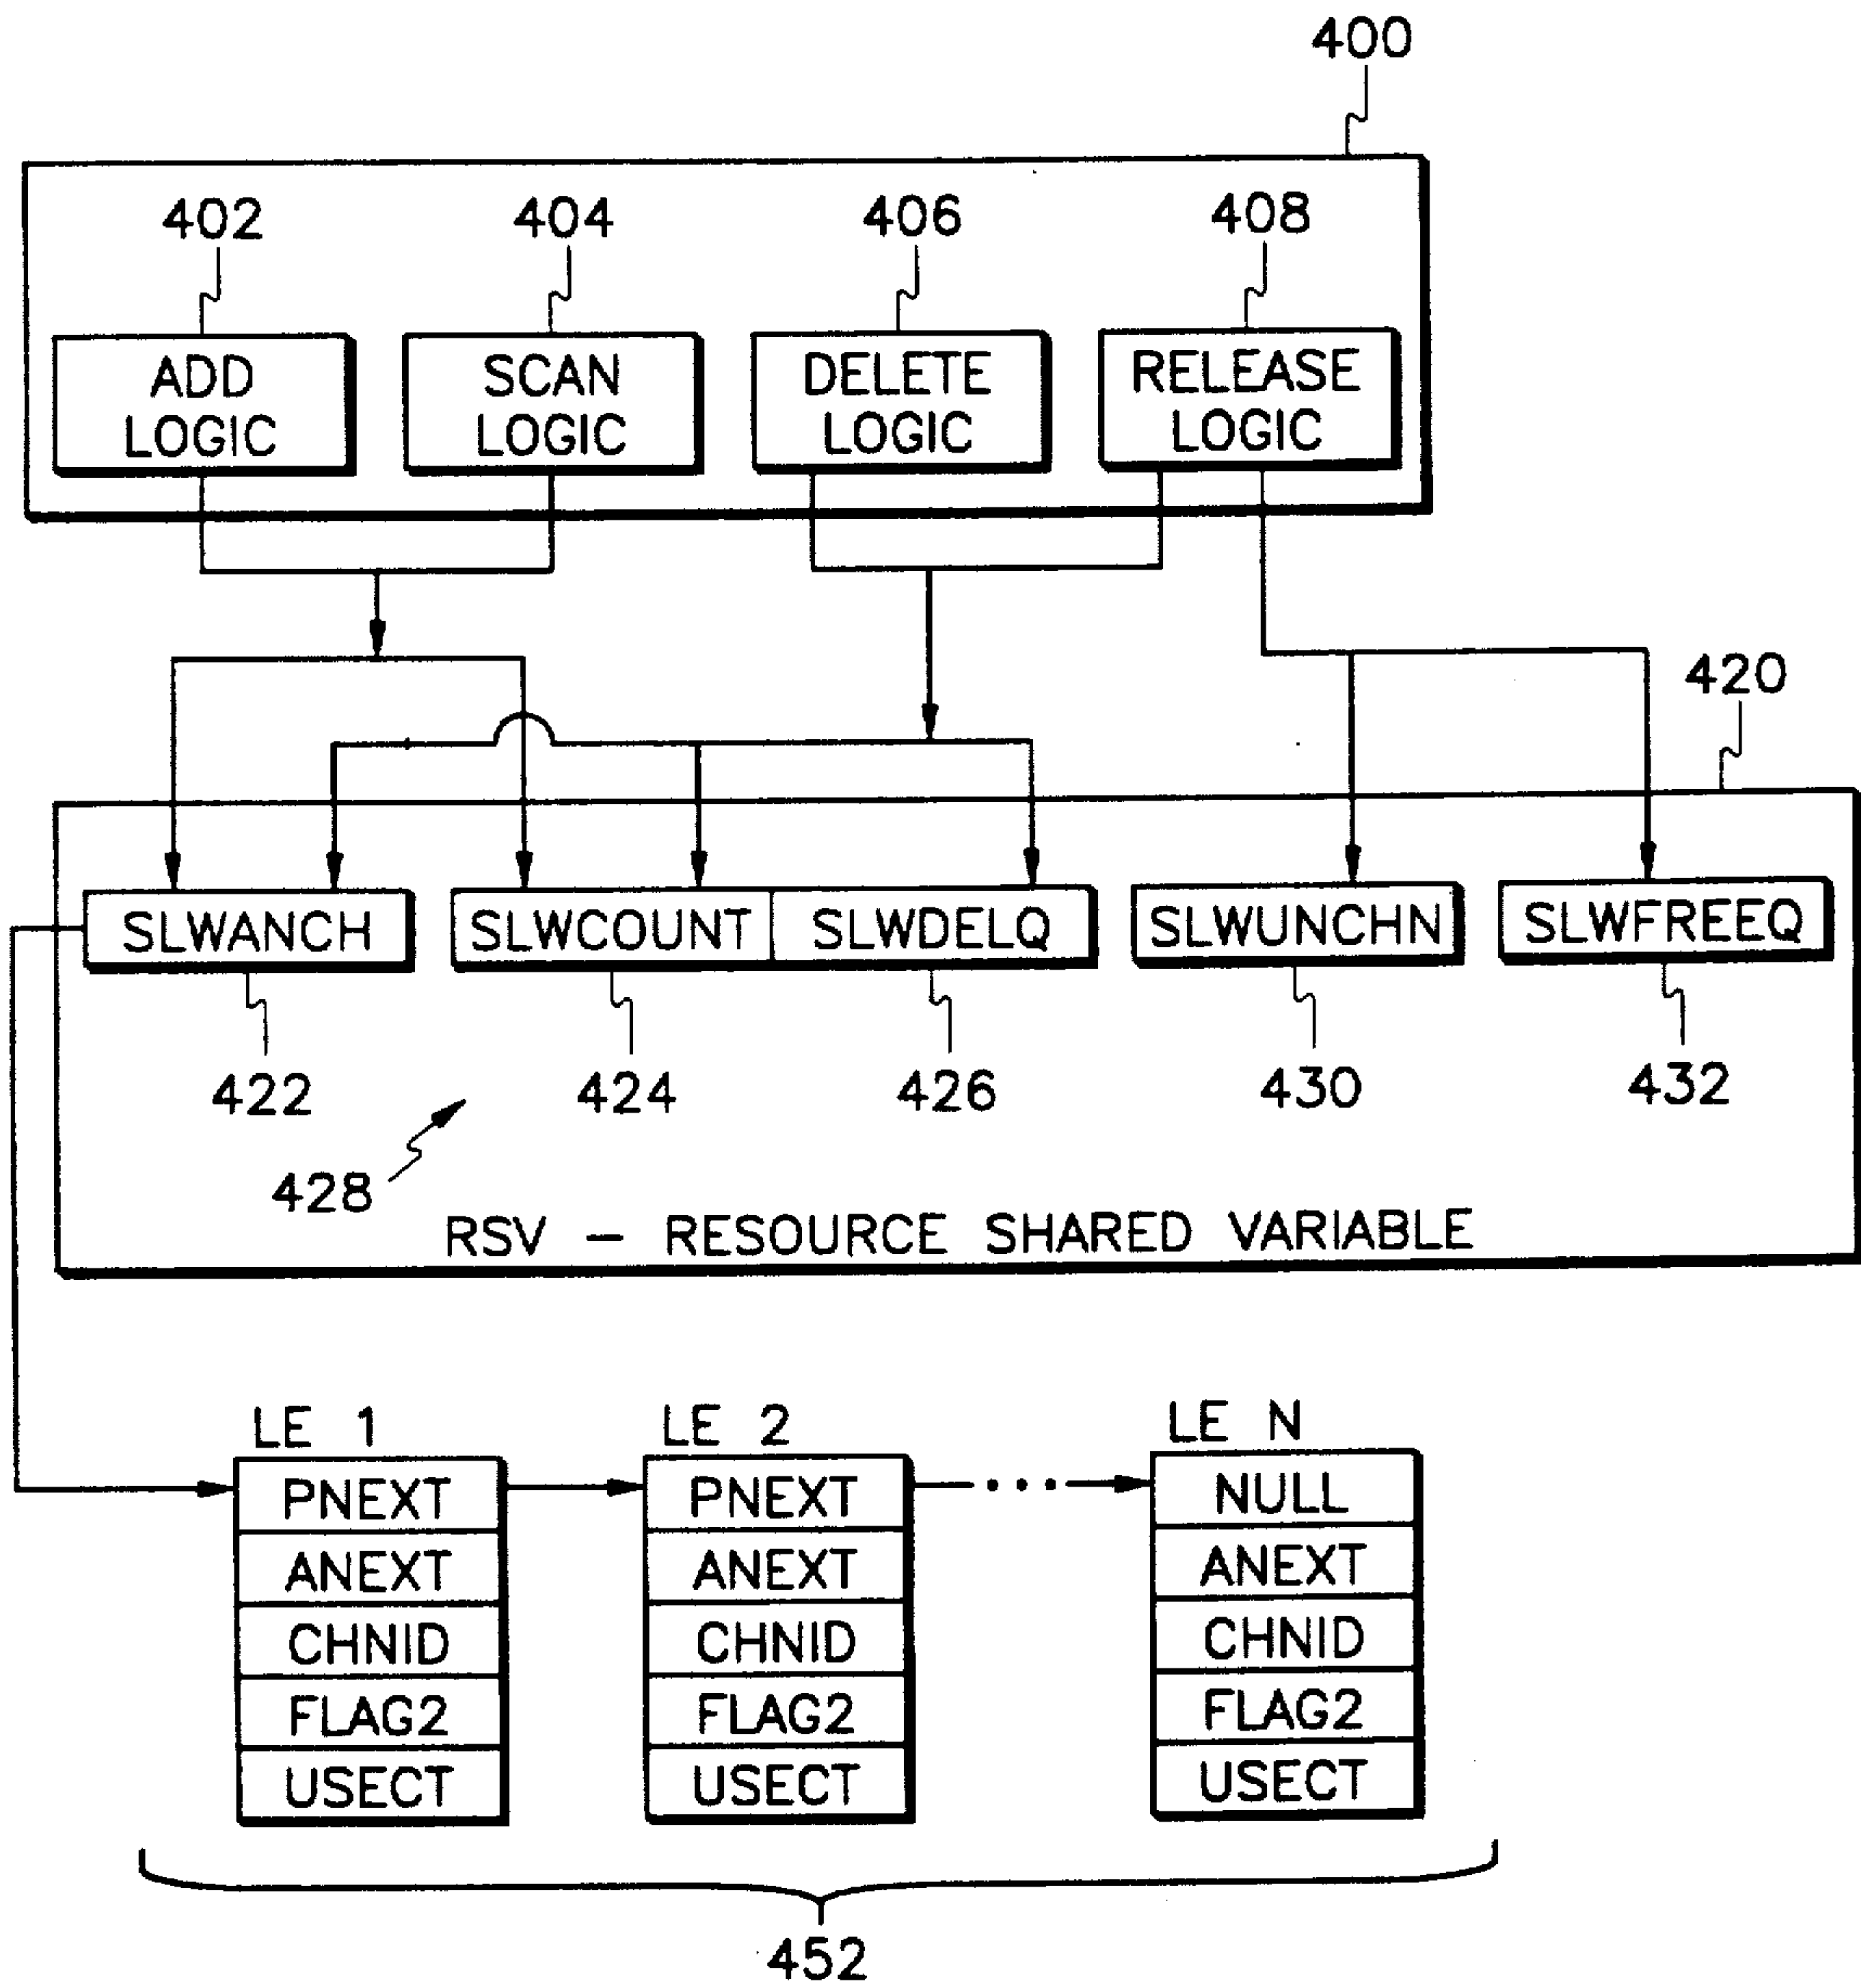 400
402 404 406 408
ADD LOGIC
SCAN LOGIC
DELETE LOGIC
RELEASE LOGIC
420
SLWANCH SLWCOUNT SLWDELQ SLWUNCHN SLWFREEQ
422 424 426 430 432
428
RSV – RESOURCE SHARED VARIABLE
LE 1
PNEXT
ANEXT
CHNID
FLAG2
USECT
LE 2
PNEXT
ANEXT
CHNID
FLAG2
USECT
LE N
NULL
ANEXT
CHNID
FLAG2
USECT
452